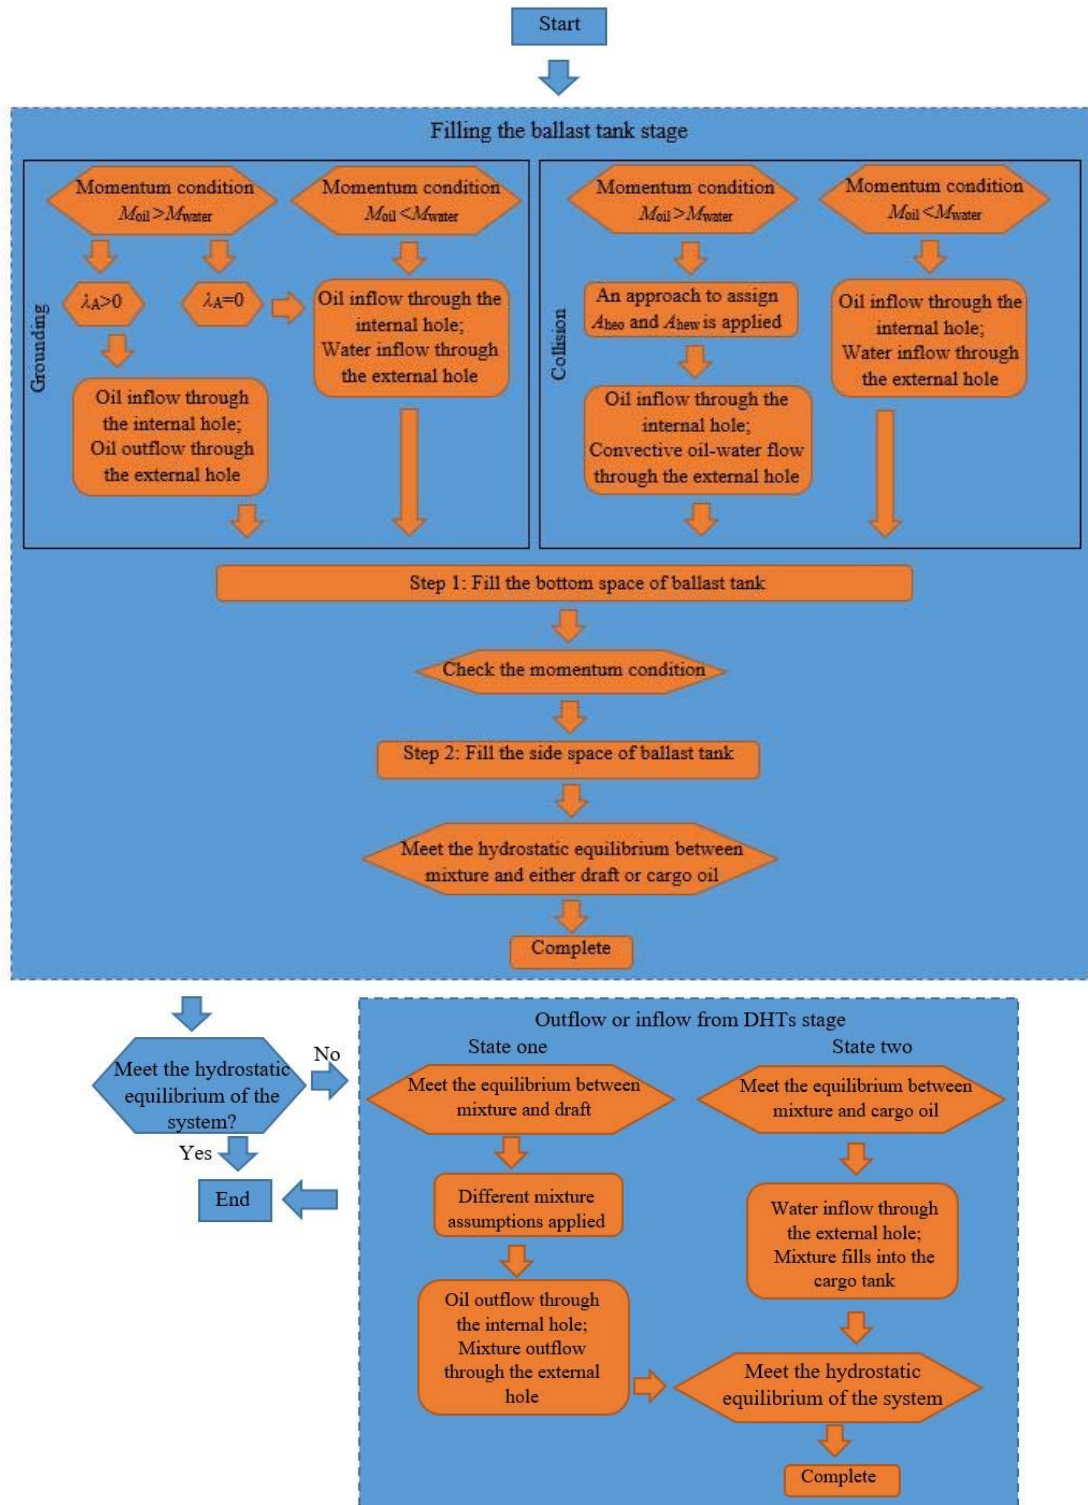 Start
Filling the ballast tank stage
Grounding
Momentum condition
Moil>Mwater
λA>0
λA=0
Oil inflow through
the internal hole;
Oil outflow through
the external hole
Momentum condition
Moil<Mwater
Oil inflow through the
internal hole;
Water inflow through
the external hole
Collision
Momentum condition
Moil>Mwater
An approach to assign
Aheo and Ahew is applied
Oil inflow through the
internal hole;
Convective oil-water flow
through the external hole
Momentum condition
Moil<Mwater
Oil inflow through
the internal hole;
Water inflow through
the external hole
Step 1: Fill the bottom space of ballast tank
Check the momentum condition
Step 2: Fill the side space of ballast tank
Meet the hydrostatic equilibrium between
mixture and either draft or cargo oil
Complete
Meet the hydrostatic
equilibrium of the
system?
No
Yes
End
Outflow or inflow from DHTs stage
State one
Meet the equilibrium between
mixture and draft
Different mixture
assumptions applied
Oil outflow through
the internal hole;
Mixture outflow
through the external
hole
State two
Meet the equilibrium between
mixture and cargo oil
Water inflow through
the external hole;
Mixture fills into the
cargo tank
Meet the hydrostatic
equilibrium of the system
Complete